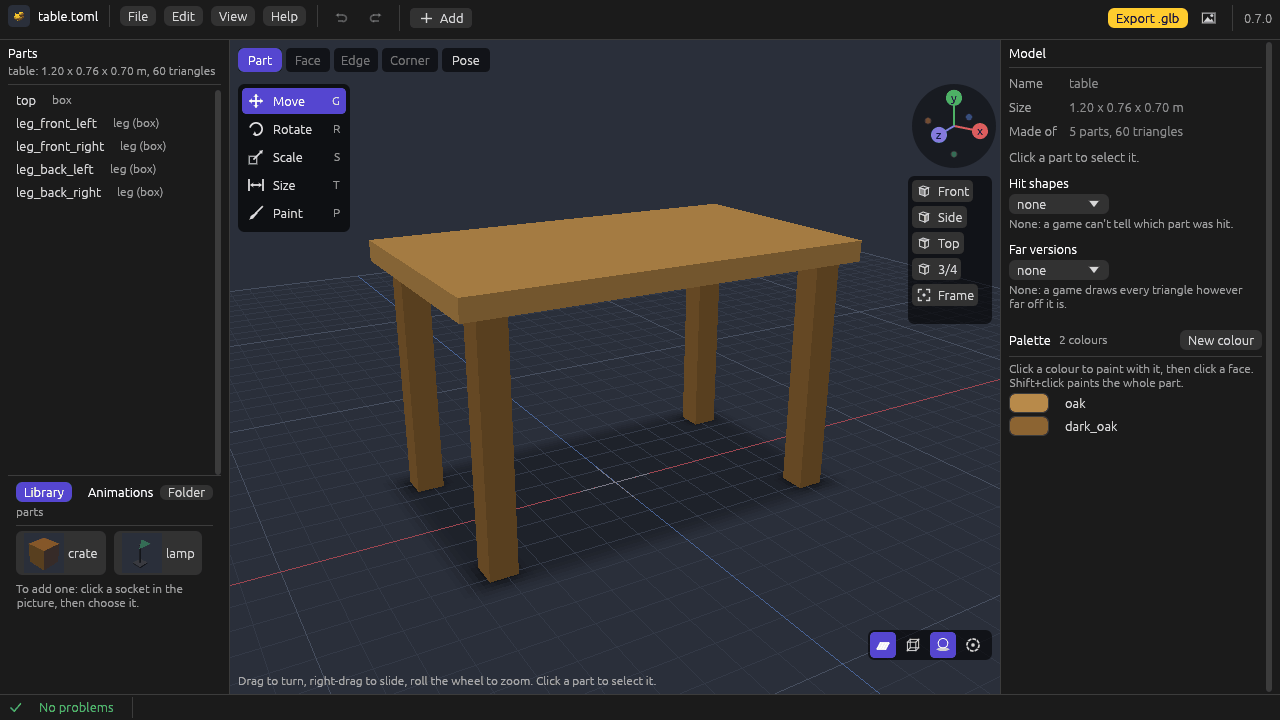 table.toml File Edit View Help Add Export .glb 0.7.0
Parts
table: 1.20 x 0.76 x 0.70 m, 60 triangles
top box
leg_front_left leg (box)
leg_front_right leg (box)
leg_back_left leg (box)
leg_back_right leg (box)
Library Animations Folder
parts
crate lamp
To add one: click a socket in the
picture, then choose it.
Part Face Edge Corner Pose
Move G
Rotate R
Scale S
Size T
Paint P
y
x
z
Front
Side
Top
3/4
Frame
Drag to turn, right-drag to slide, roll the wheel to zoom. Click a part to select it.
Model
Name table
Size 1.20 x 0.76 x 0.70 m
Made of 5 parts, 60 triangles
Click a part to select it.
Hit shapes
none
None: a game can't tell which part was hit.
Far versions
none
None: a game draws every triangle however
far off it is.
Palette 2 colours New colour
Click a colour to paint with it, then click a face.
Shift+click paints the whole part.
oak
dark_oak
No problems